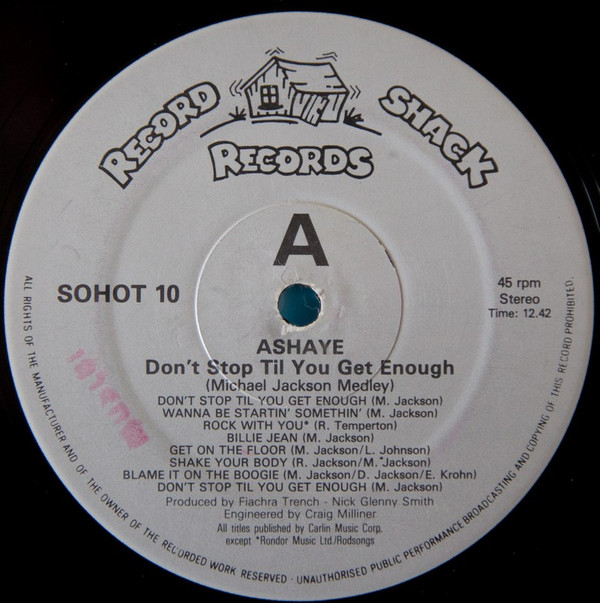 RECORD SHACK
RECORDS
A
SOHOT 10
45 rpm
Stereo
Time: 12.42
ASHAYE
Don't Stop Til You Get Enough
(Michael Jackson Medley)
DON'T STOP TIL YOU GET ENOUGH (M. Jackson)
WANNA BE STARTIN' SOMETHIN' (M. Jackson)
ROCK WITH YOU* (R. Temperton)
BILLIE JEAN (M. Jackson)
GET ON THE FLOOR (M. Jackson/L. Johnson)
SHAKE YOUR BODY (R. Jackson/M. Jackson)
BLAME IT ON THE BOOGIE (M. Jackson/D. Jackson/E. Krohn)
DON'T STOP TIL YOU GET ENOUGH (M. Jackson)
Produced by Fiachra Trench - Nick Glenny Smith
Engineered by Craig Milliner
All titles published by Carlin Music Corp.
except *Rondor Music Ltd/Rodsongs
ALL RIGHTS OF THE MANUFACTURER AND OF THE OWNER OF THE RECORDED WORK RESERVED · UNAUTHORISED PUBLIC PERFORMANCE BROADCASTING AND COPYING OF THIS RECORD PROHIBITED.